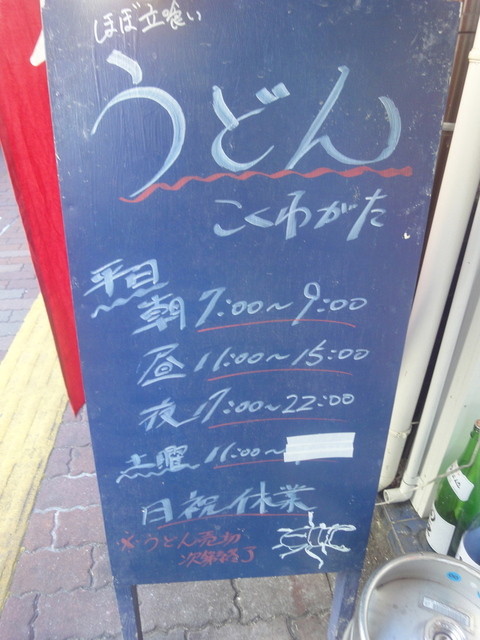 ほぼ立喰い
うどん
こくわがた
平日
朝 7:00～9:00
昼 11:00～15:00
夜 17:00～22:00
土曜 11:00～
日祝休業
※うどん売切
次第なる